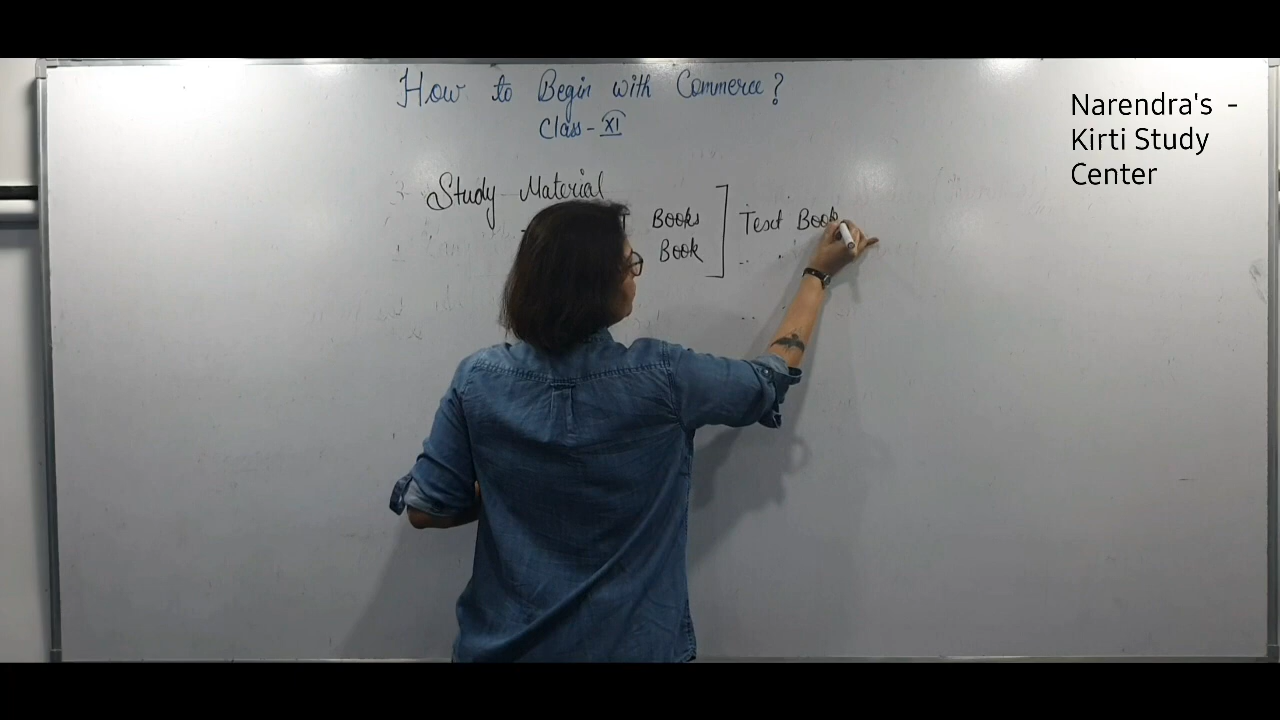 How to Begin with Commerce?
Class - XI
Study Material
Books
Book
Text Book
Narendra's -
Kirti Study
Center